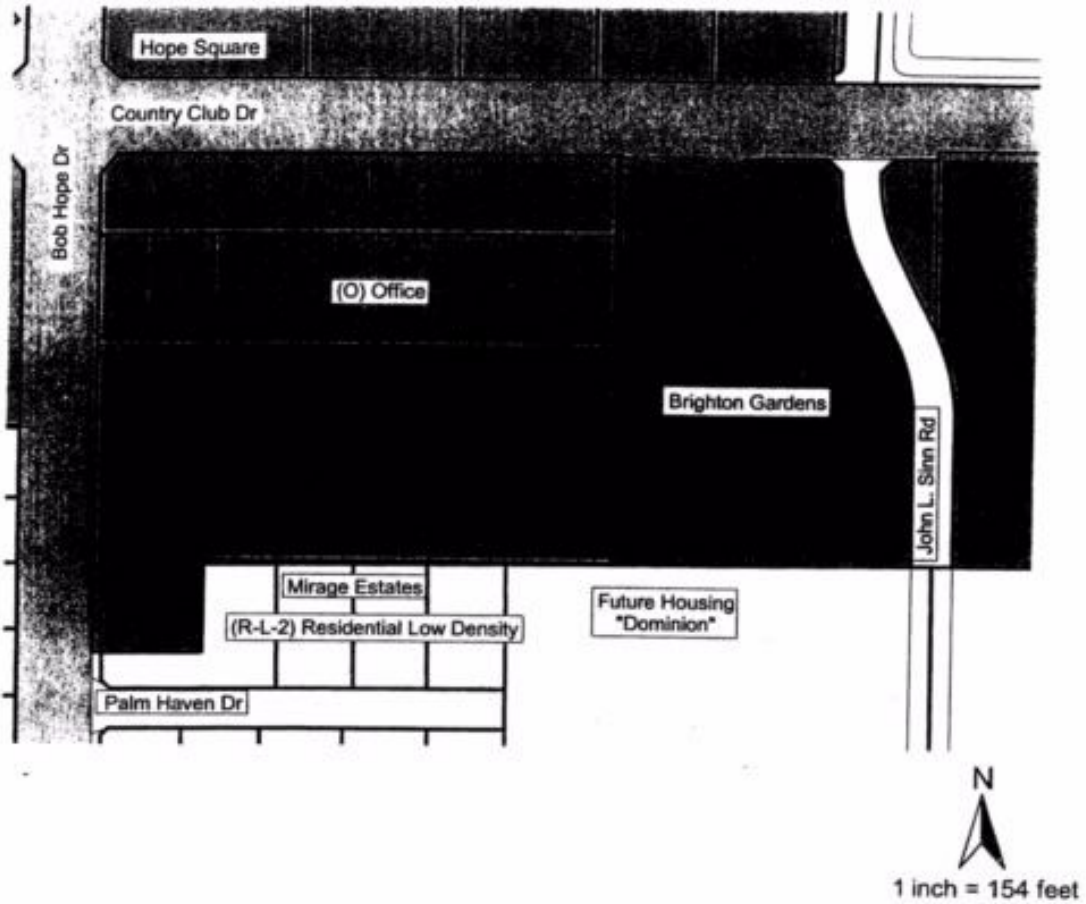 Hope Square
Country Club Dr
Bob Hope Dr
(O) Office
Brighton Gardens
John L. Sinn Rd
Mirage Estates
(R-L-2) Residential Low Density
Future Housing
"Dominion"
Palm Haven Dr
N
1 inch = 154 feet